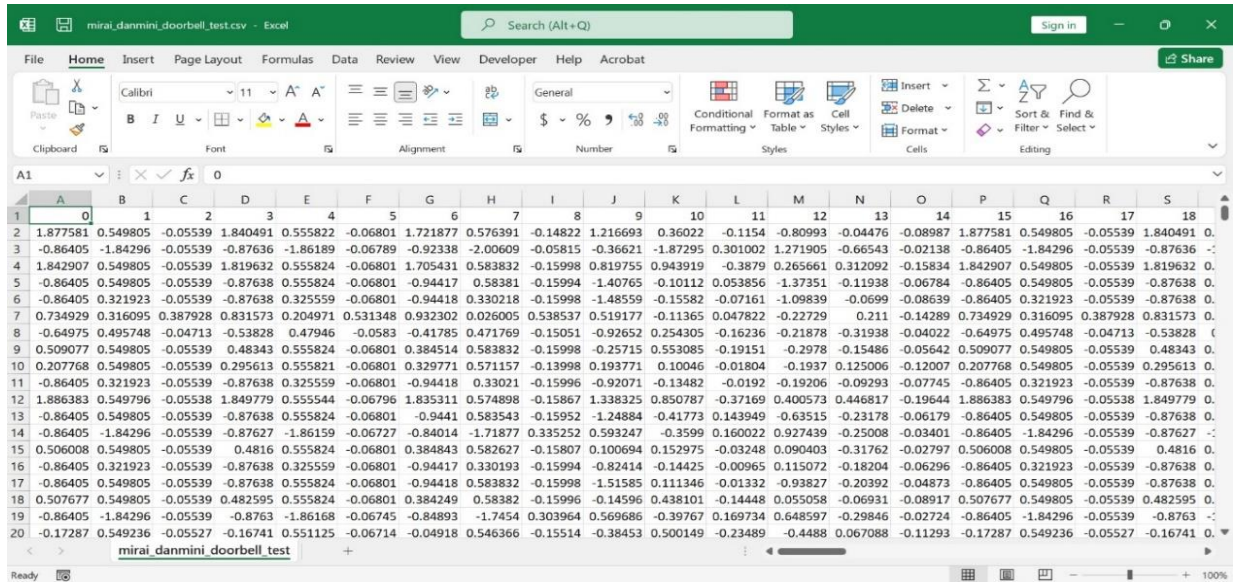 mirai_danmini_doorbell_test.csv - Excel
Search (Alt+Q)
Sign in
File Home Insert Page Layout Formulas Data Review View Developer Help Acrobat
Share
Paste
Calibri 11 A^ A˅
B I U A
ab
General
$ % 9
Conditional Formatting
Format as Table
Cell Styles
Insert
Delete
Format
Sort & Filter
Find & Select
Clipboard Font Alignment Number Styles Cells Editing
A1 fx 0
A B C D E F G H I J K L M N O P Q R S
1 0 1 2 3 4 5 6 7 8 9 10 11 12 13 14 15 16 17 18
2 1.877581 0.549805 -0.05539 1.840491 0.555822 -0.06801 1.721877 0.576391 -0.14822 1.216693 0.36022 -0.1154 -0.80993 -0.04476 -0.08987 1.877581 0.549805 -0.05539 1.840491 0.
3 -0.86405 -1.84296 -0.05539 -0.87636 -1.86189 -0.06789 -0.92338 -2.00609 -0.05815 -0.36621 -1.87295 0.301002 1.271905 -0.66543 -0.02138 -0.86405 -1.84296 -0.05539 -0.87636 -1
4 1.842907 0.549805 -0.05539 1.819632 0.555824 -0.06801 1.705431 0.583832 -0.15998 0.819755 0.943919 -0.3879 0.265661 0.312092 -0.15834 1.842907 0.549805 -0.05539 1.819632 0.
5 -0.86405 0.549805 -0.05539 -0.87638 0.555824 -0.06801 -0.94417 0.58381 -0.15994 -1.40765 -0.10112 0.053856 -1.37351 -0.11938 -0.06784 -0.86405 0.549805 -0.05539 -0.87638 0.
6 -0.86405 0.321923 -0.05539 -0.87638 0.325559 -0.06801 -0.94418 0.330218 -0.15998 -1.48559 -0.15582 -0.07161 -1.09839 -0.0699 -0.08639 -0.86405 0.321923 -0.05539 -0.87638 0.
7 0.734929 0.316095 0.387928 0.831573 0.204971 0.531348 0.932302 0.026005 0.538537 0.519177 -0.11365 0.047822 -0.22729 0.211 -0.14289 0.734929 0.316095 0.387928 0.831573 0.
8 -0.64975 0.495748 -0.04713 -0.53828 0.47946 -0.0583 -0.41785 0.471769 -0.15051 -0.92652 0.254305 -0.16236 -0.21878 -0.31938 -0.04022 -0.64975 0.495748 -0.04713 -0.53828
9 0.509077 0.549805 -0.05539 0.48343 0.555824 -0.06801 0.384514 0.583832 -0.15998 -0.25715 0.553085 -0.19151 -0.2978 -0.15486 -0.05642 0.509077 0.549805 -0.05539 0.48343 0.
10 0.207768 0.549805 -0.05539 0.295613 0.555821 -0.06801 0.329771 0.571157 -0.13998 0.193771 0.10046 -0.01804 -0.1937 0.125006 -0.12007 0.207768 0.549805 -0.05539 0.295613 0.
11 -0.86405 0.321923 -0.05539 -0.87638 0.325559 -0.06801 -0.94418 0.33021 -0.15996 -0.92071 -0.13482 -0.0192 -0.19206 -0.09293 -0.07745 -0.86405 0.321923 -0.05539 -0.87638 0.
12 1.886383 0.549796 -0.05538 1.849779 0.555544 -0.06796 1.835311 0.574898 -0.15867 1.338325 0.850787 -0.37169 0.400573 0.446817 -0.19644 1.886383 0.549796 -0.05538 1.849779 0.
13 -0.86405 0.549805 -0.05539 -0.87638 0.555824 -0.06801 -0.9441 0.583543 -0.15952 -1.24884 -0.41773 0.143949 -0.63515 -0.23178 -0.06179 -0.86405 0.549805 -0.05539 -0.87638 0.
14 -0.86405 -1.84296 -0.05539 -0.87627 -1.86159 -0.06727 -0.84014 -1.71877 0.335252 0.593247 -0.3599 0.160022 0.927439 -0.25008 -0.03401 -0.86405 -1.84296 -0.05539 -0.87627 -1
15 0.506008 0.549805 -0.05539 0.4816 0.555824 -0.06801 0.384843 0.582627 -0.15807 0.100694 0.152975 -0.03248 0.090403 -0.31762 -0.02797 0.506008 0.549805 -0.05539 0.4816 0.
16 -0.86405 0.321923 -0.05539 -0.87638 0.325559 -0.06801 -0.94417 0.330193 -0.15994 -0.82414 -0.14425 -0.00965 0.115072 -0.18204 -0.06296 -0.86405 0.321923 -0.05539 -0.87638 0.
17 -0.86405 0.549805 -0.05539 -0.87638 0.555824 -0.06801 -0.94418 0.583832 -0.15998 -1.51585 0.111346 -0.01332 -0.93827 -0.20392 -0.04873 -0.86405 0.549805 -0.05539 -0.87638 0.
18 0.507677 0.549805 -0.05539 0.482595 0.555824 -0.06801 0.384249 0.58382 -0.15996 -0.14596 0.438101 -0.14448 0.055058 -0.06931 -0.08917 0.507677 0.549805 -0.05539 0.482595 0.
19 -0.86405 -1.84296 -0.05539 -0.8763 -1.86168 -0.06745 -0.84893 -1.7454 0.303964 0.569686 -0.39767 0.169734 0.648597 -0.29846 -0.02724 -0.86405 -1.84296 -0.05539 -0.8763 -1
20 -0.17287 0.549236 -0.05527 -0.16741 0.551125 -0.06714 -0.04918 0.546366 -0.15514 -0.38453 0.500149 -0.23489 -0.4488 0.067088 -0.11293 -0.17287 0.549236 -0.05527 -0.16741 0.
mirai_danmini_doorbell_test
Ready 100%